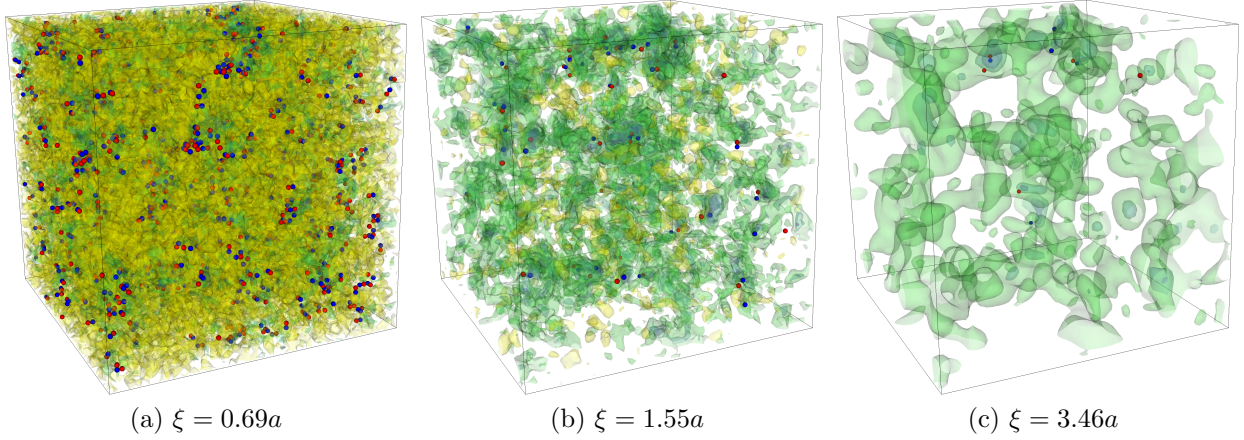 (a) ξ = 0.69a
(b) ξ = 1.55a
(c) ξ = 3.46a